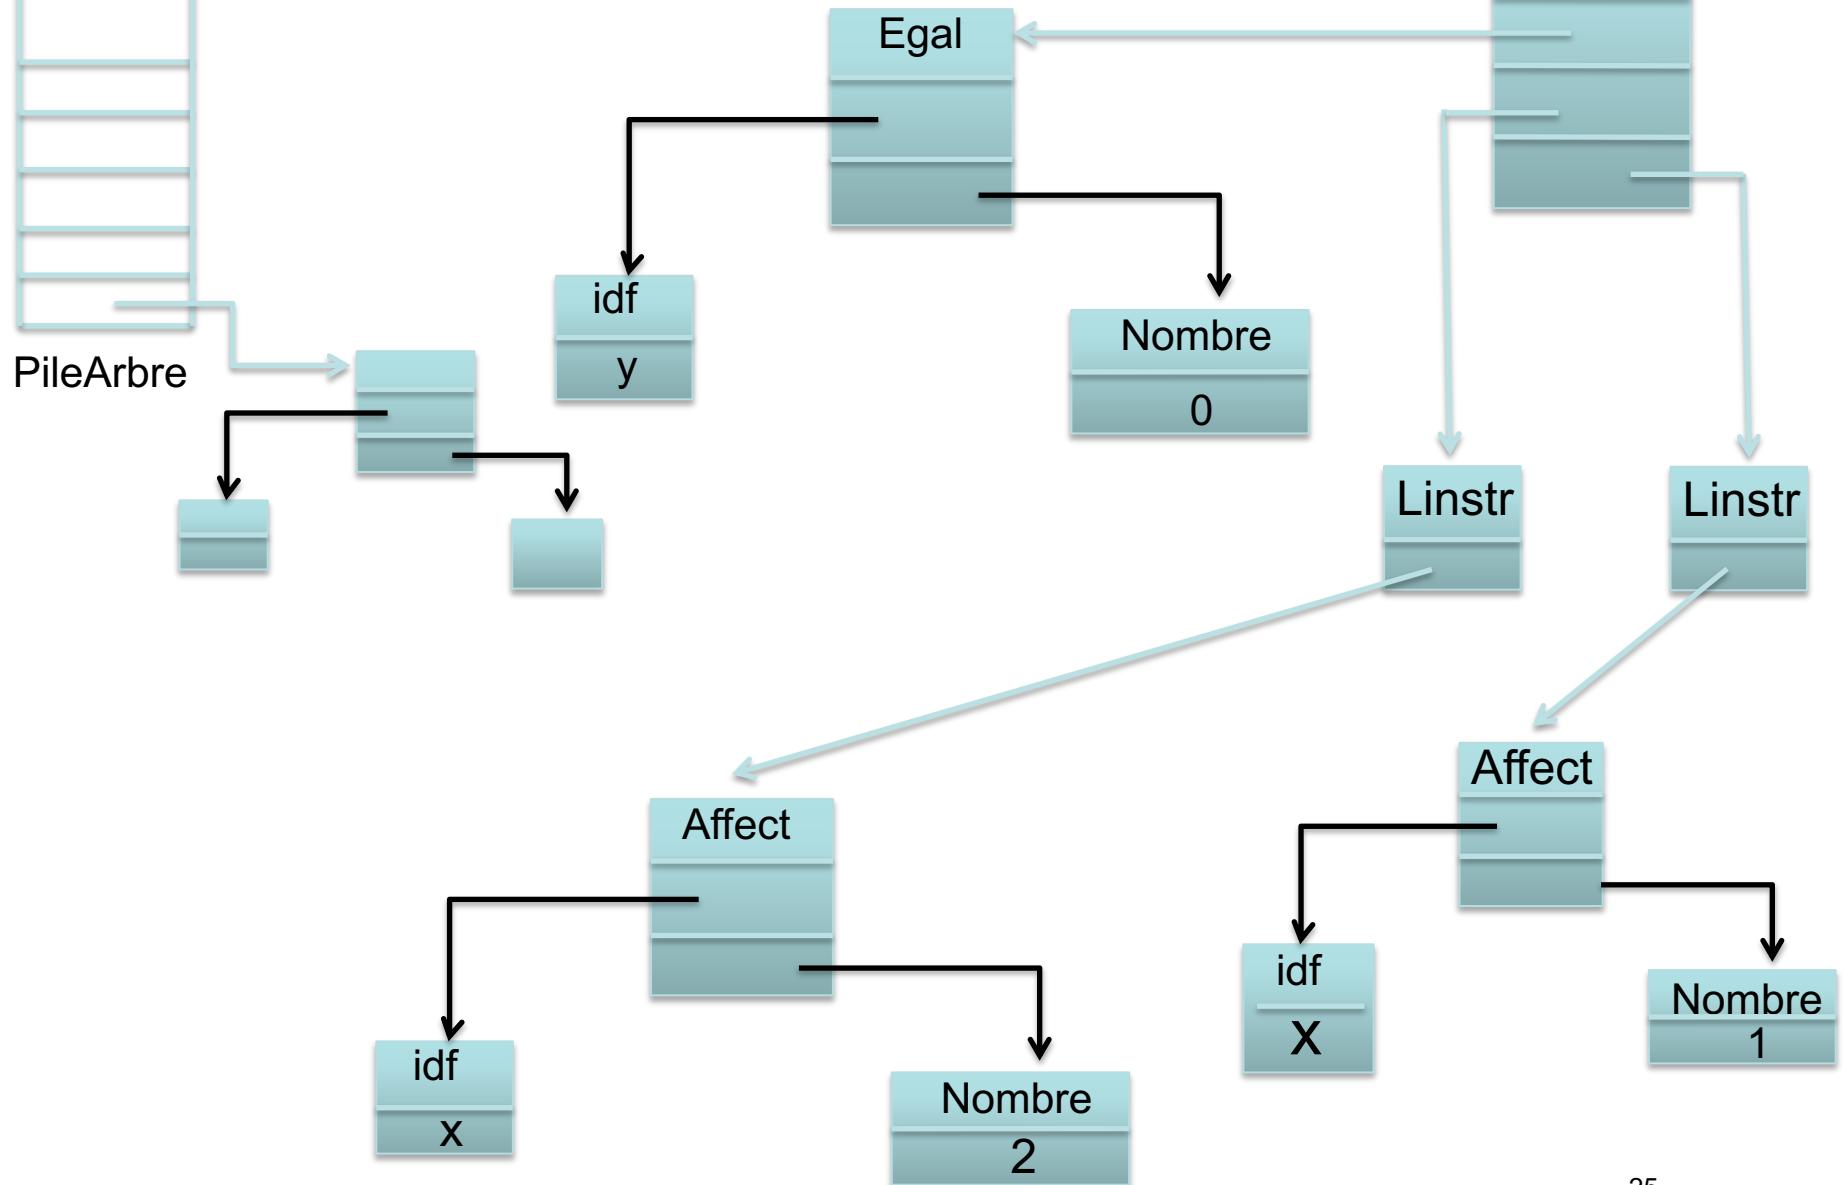 Egal
idf
y
Nombre
0
PileArbre
Linstr
Linstr
Affect
Affect
idf
x
Nombre
1
idf
x
Nombre
2